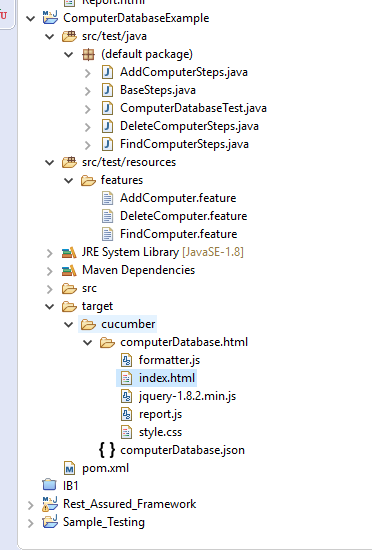 Report.html
ComputerDatabaseExample
src/test/java
(default package)
AddComputerSteps.java
BaseSteps.java
ComputerDatabaseTest.java
DeleteComputerSteps.java
FindComputerSteps.java
src/test/resources
features
AddComputer.feature
DeleteComputer.feature
FindComputer.feature
JRE System Library [JavaSE-1.8]
Maven Dependencies
src
target
cucumber
computerDatabase.html
formatter.js
index.html
jquery-1.8.2.min.js
report.js
style.css
computerDatabase.json
pom.xml
IB1
Rest_Assured_Framework
Sample_Testing